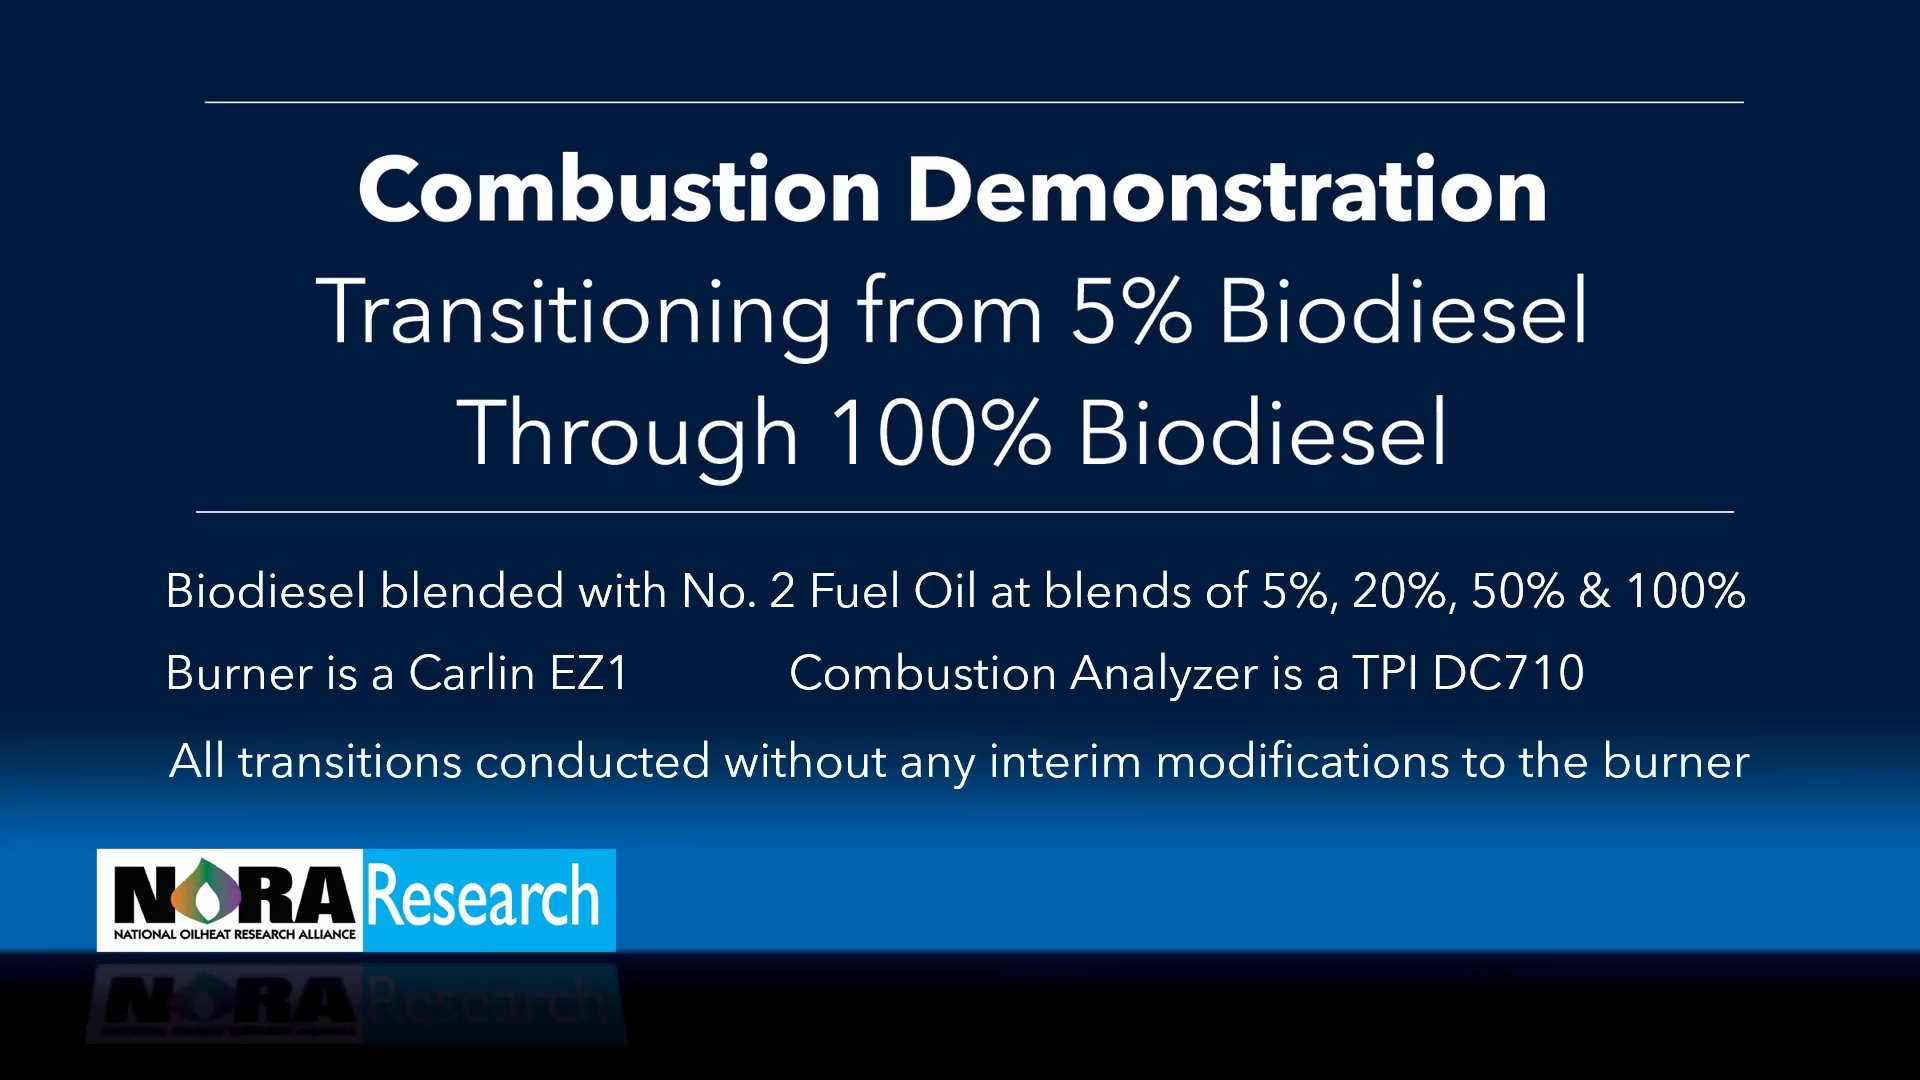 Combustion Demonstration
Transitioning from 5% Biodiesel
Through 100% Biodiesel
Biodiesel blended with No. 2 Fuel Oil at blends of 5%, 20%, 50% & 100%
Burner is a Carlin EZ1 Combustion Analyzer is a TPI DC710
All transitions conducted without any interim modifications to the burner
NORA Research
NATIONAL OILHEAT RESEARCH ALLIANCE